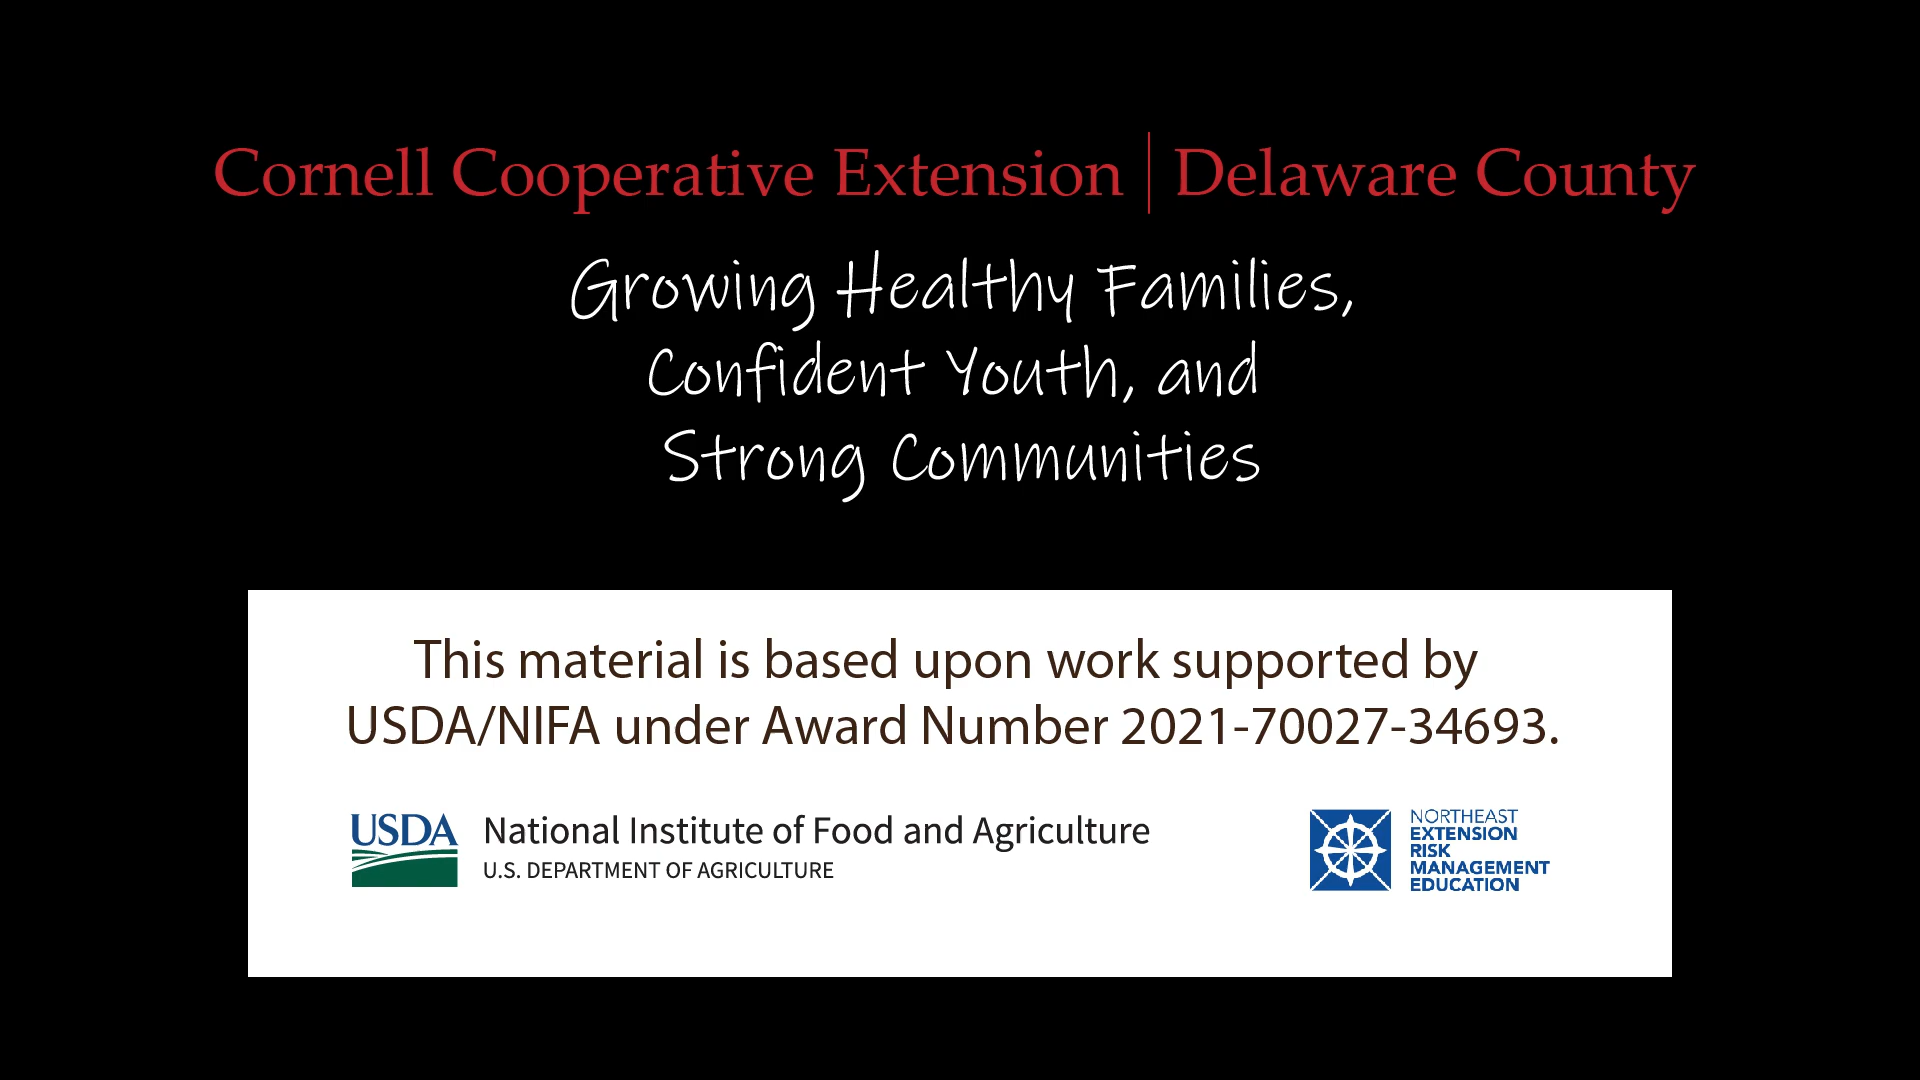 Cornell Cooperative Extension | Delaware County
Growing Healthy Families,
Confident Youth, and
Strong Communities
This material is based upon work supported by
USDA/NIFA under Award Number 2021-70027-34693.
USDA
National Institute of Food and Agriculture
U.S. DEPARTMENT OF AGRICULTURE
NORTHEAST
EXTENSION
RISK
MANAGEMENT
EDUCATION